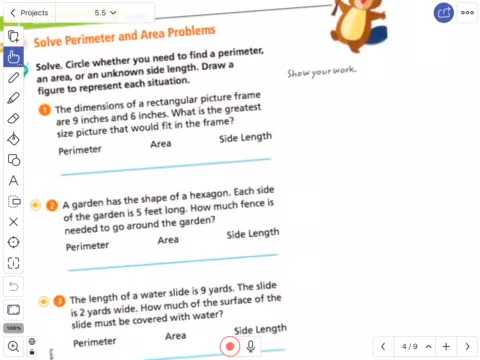 Projects
5.5
Solve Perimeter and Area Problems
Solve. Circle whether you need to find a perimeter,
an area, or an unknown side length. Draw a
figure to represent each situation.
Show your work.
1 The dimensions of a rectangular picture frame
are 9 inches and 6 inches. What is the greatest
size picture that would fit in the frame?
Perimeter Area Side Length
2 A garden has the shape of a hexagon. Each side
of the garden is 5 feet long. How much fence is
needed to go around the garden?
Perimeter Area Side Length
3 The length of a water slide is 9 yards. The slide
is 2 yards wide. How much of the surface of the
slide must be covered with water?
Perimeter Area Side Length
100%
4 / 9